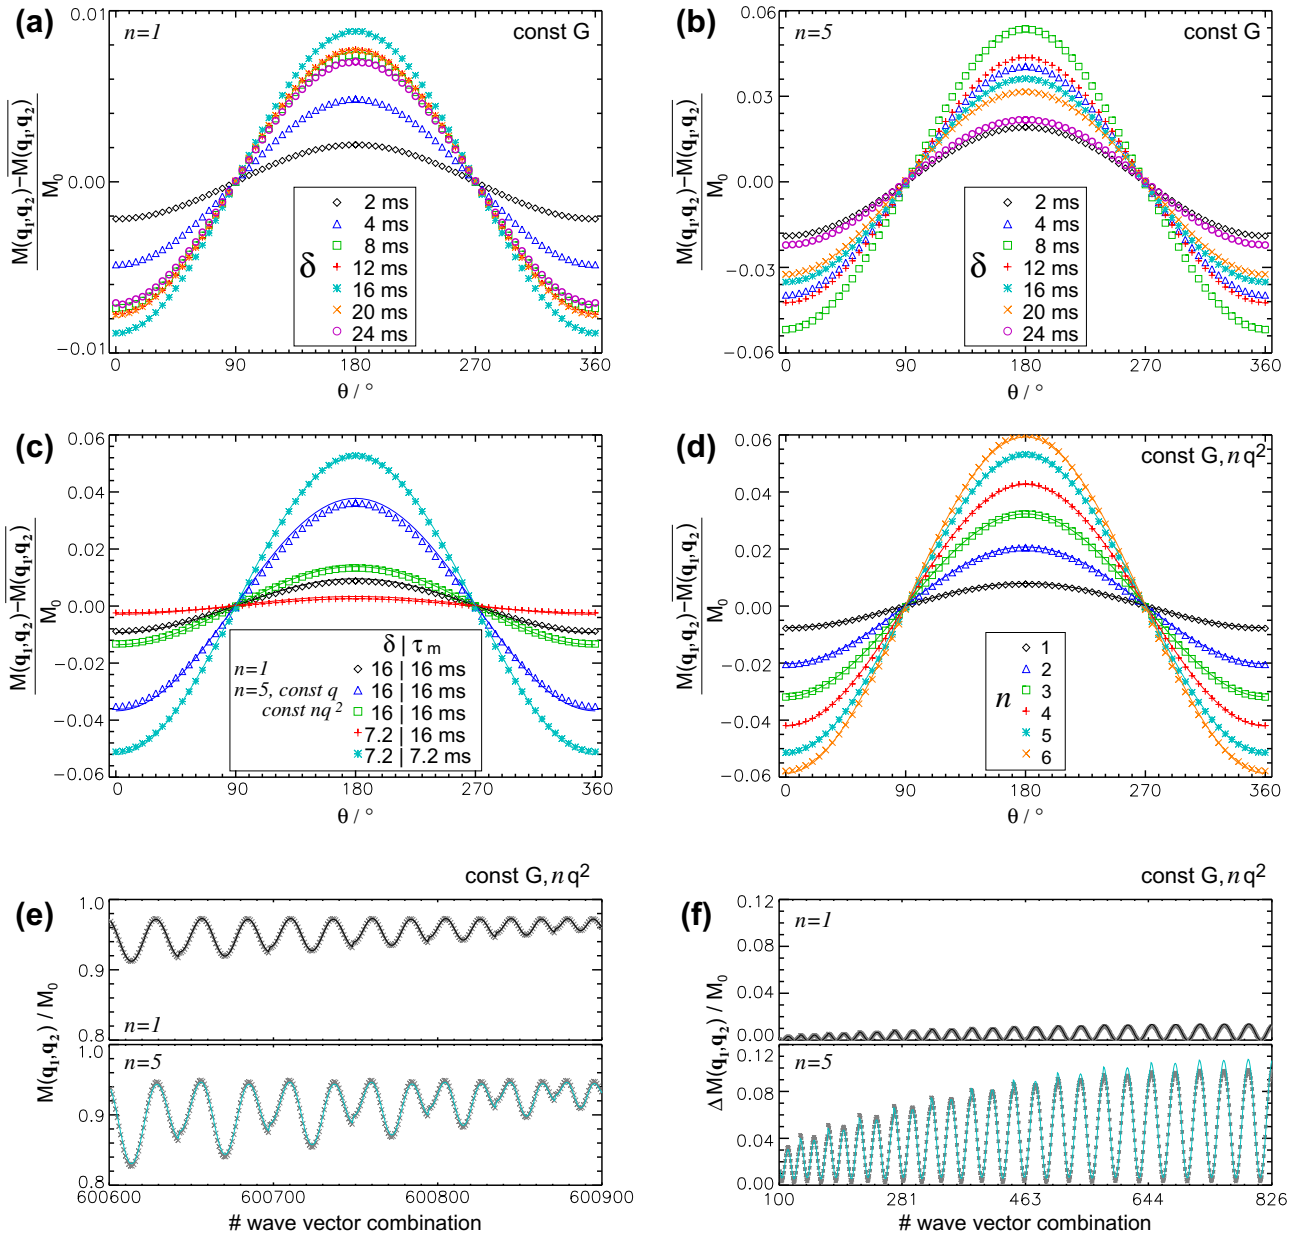 (a)
n=1
const G
M(q1,q2)−M(q1,q2)
M0
0.01
0.00
−0.01
δ
2 ms
4 ms
8 ms
12 ms
16 ms
20 ms
24 ms
0 90 180 270 360
θ / °
(b)
n=5
const G
M(q1,q2)−M(q1,q2)
M0
0.06
0.03
0.00
−0.03
−0.06
δ
2 ms
4 ms
8 ms
12 ms
16 ms
20 ms
24 ms
0 90 180 270 360
θ / °
(c)
M(q1,q2)−M(q1,q2)
M0
0.06
0.04
0.02
0.00
−0.02
−0.04
−0.06
δ | τm
n=1 16 | 16 ms
n=5, const q 16 | 16 ms
const nq² 16 | 16 ms
7.2 | 16 ms
7.2 | 7.2 ms
0 90 180 270 360
θ / °
(d)
const G, nq²
M(q1,q2)−M(q1,q2)
M0
0.06
0.04
0.02
0.00
−0.02
−0.04
−0.06
n
1
2
3
4
5
6
0 90 180 270 360
θ / °
(e)
const G, nq²
M(q1,q2) / M0
1.0
0.9
0.8
n=1
1.0
0.9
0.8
n=5
600600 600700 600800 600900
# wave vector combination
(f)
const G, nq²
ΔM(q1,q2) / M0
0.12
0.08
0.04
0.00
n=1
0.12
0.08
0.04
0.00
n=5
100 281 463 644 826
# wave vector combination